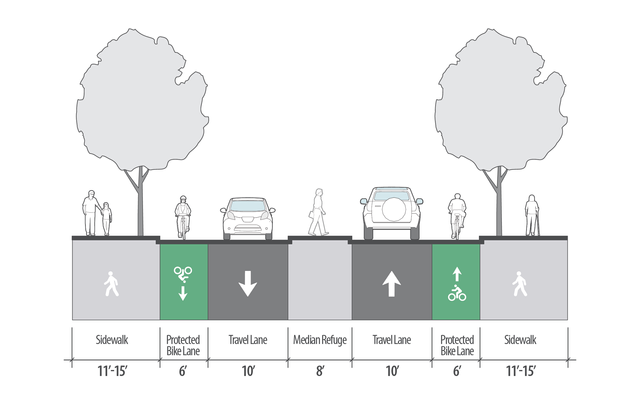 Sidewalk Protected Bike Lane Travel Lane Median Refuge Travel Lane Protected Bike Lane Sidewalk
11'-15' 6' 10' 8' 10' 6' 11'-15'